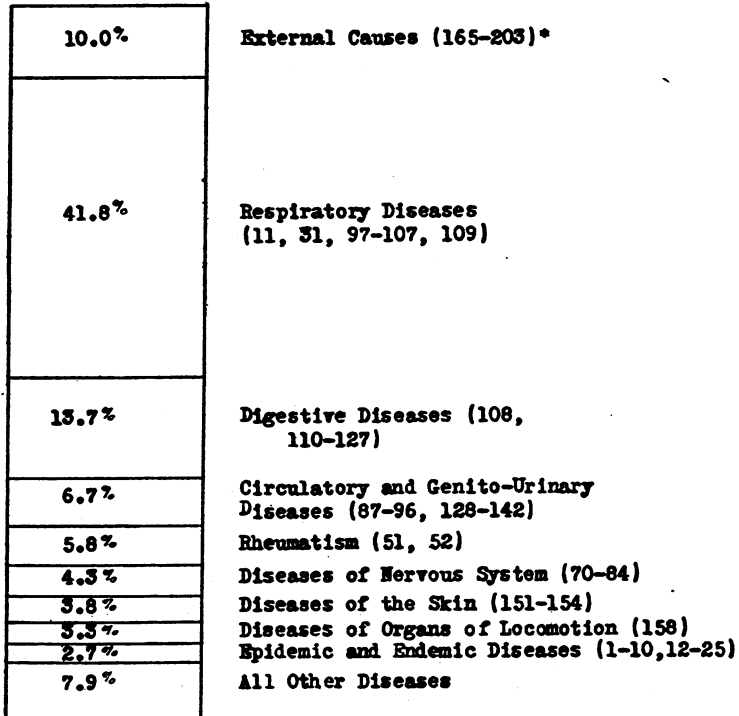 10.0% External Causes (165-203)*
41.8% Respiratory Diseases
(11, 31, 97-107, 109)
13.7% Digestive Diseases (108,
110-127)
6.7% Circulatory and Genito-Urinary
Diseases (87-96, 128-142)
5.8% Rheumatism (51, 52)
4.3% Diseases of Nervous System (70-84)
3.8% Diseases of the Skin (151-154)
3.3% Diseases of Organs of Locomotion (158)
2.7% Epidemic and Endemic Diseases (1-10,12-25)
7.9% All Other Diseases